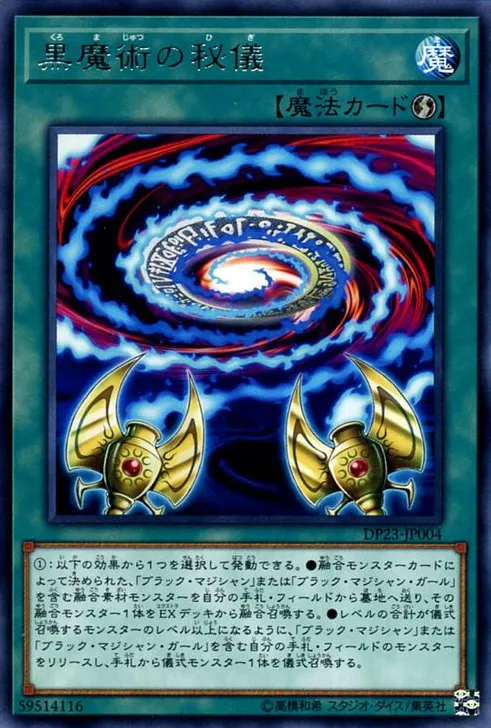 黒魔術の秘儀
魔
【魔法カード】
DP23-JP004
①:以下の効果から1つを選択して発動できる。●融合モンスターカード
によって決められた、「ブラック・マジシャン」または「ブラック・マジシャン・ガール」
を含む融合素材モンスターを自分の手札・フィールドから墓地へ送り、その
融合モンスター1体をEXデッキから融合召喚する。●レベルの合計が儀式
召喚するモンスターのレベル以上になるように、「ブラック・マジシャン」または
「ブラック・マジシャン・ガール」を含む自分の手札・フィールドのモンスター
をリリースし、手札から儀式モンスター1体を儀式召喚する。
59514116
©高橋和希 スタジオ・ダイス/集英社